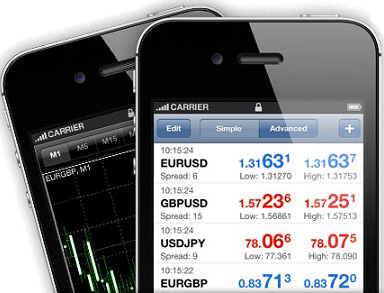 CARRIER
M1 M5 M15 M
EURGBP, M1
CARRIER
Edit Simple Advanced +
10:15:24
EURUSD 1.31631 1.31637
Spread: 6 Low: 1.31270 High: 1.31753
10:15:24
GBPUSD 1.57236 1.57251
Spread: 15 Low: 1.56861 High: 1.57513
10:15:24
USDJPY 78.066 78.075
Spread: 9 Low: 77.361 High: 78.090
10:15:22
EURGBP 0.83713 0.83720